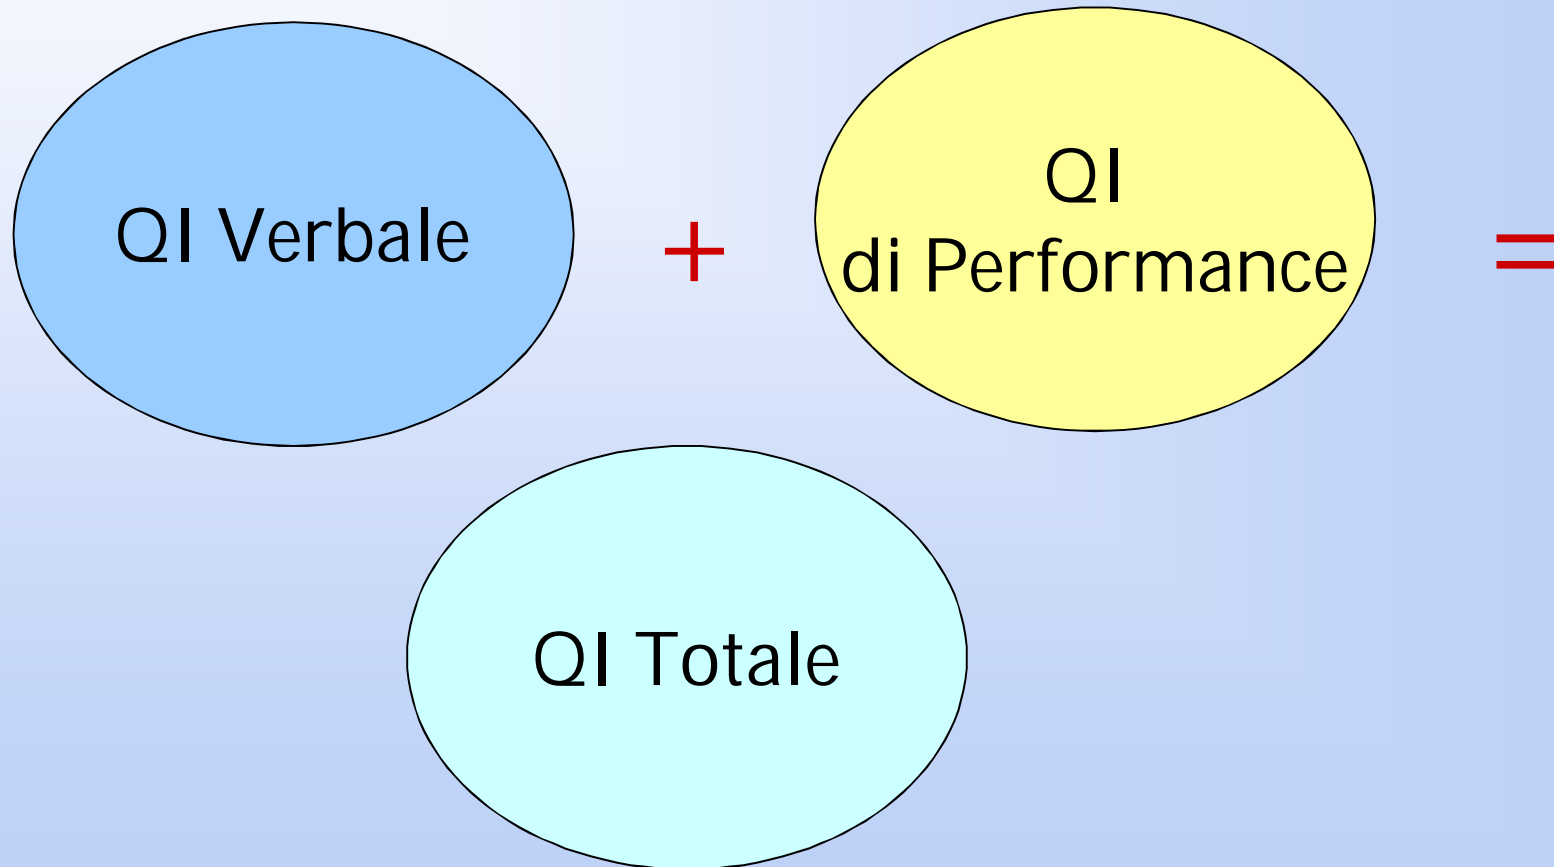 QI Verbale
+
QI
di Performance
=
QI Totale